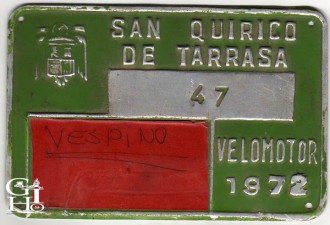 SAN QUIRICO
DE TARRASA
47
VESPINO
VELOMOTOR
1972